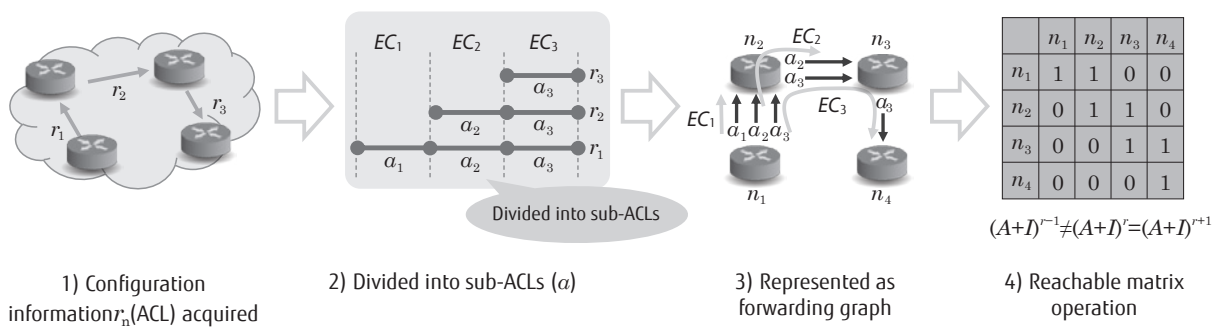 r₁
r₂
r₃
EC₁ EC₂ EC₃
r₃
a₃
r₂
a₂ a₃
r₁
a₁ a₂ a₃
Divided into sub-ACLs
EC₂
n₂ n₃
a₂
a₃
EC₃
a₃
EC₁
a₁ a₂ a₃
n₁ n₄
n₁ n₂ n₃ n₄
n₁ 1 1 0 0
n₂ 0 1 1 0
n₃ 0 0 1 1
n₄ 0 0 0 1
(A+I)ʳ⁻¹≠(A+I)ʳ=(A+I)ʳ⁺¹
1) Configuration
informationrₙ(ACL) acquired
2) Divided into sub-ACLs (a)
3) Represented as
forwarding graph
4) Reachable matrix
operation